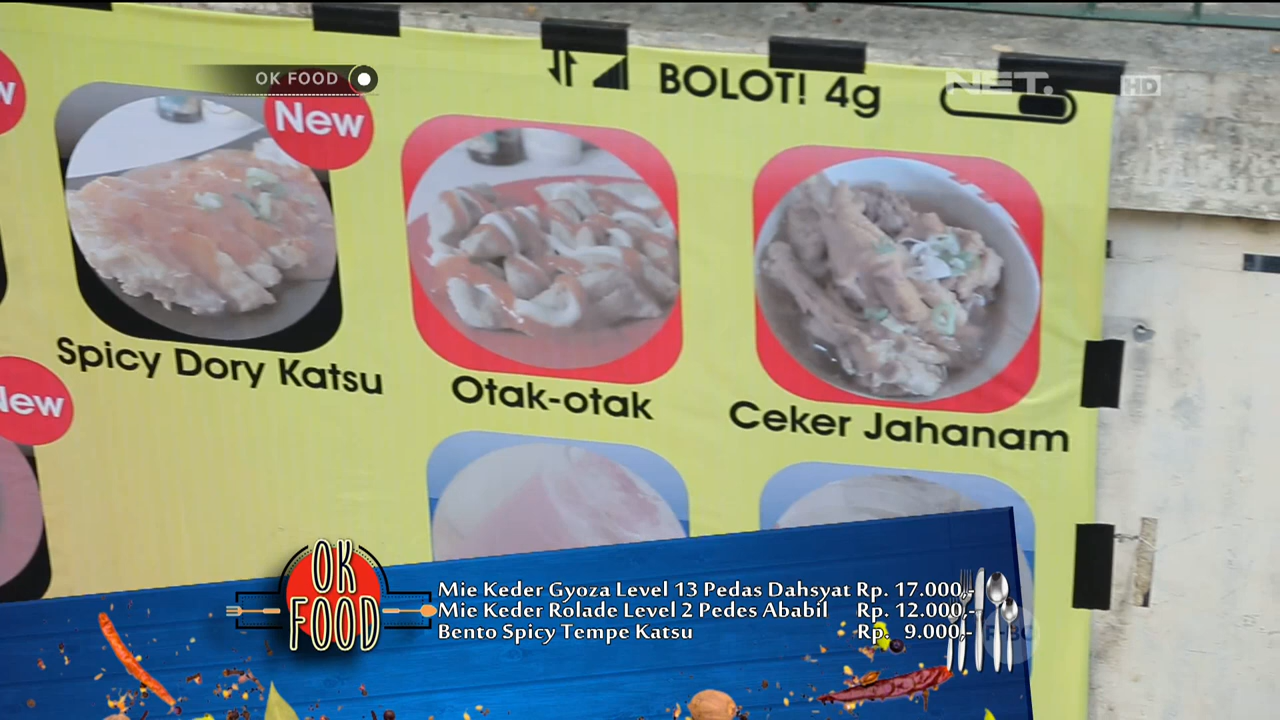 OK FOOD
NET.
HD
BOLOT! 4g
New
Spicy Dory Katsu
Otak-otak
Ceker Jahanam
New
OK
FOOD
Mie Keder Gyoza Level 13 Pedas Dahsyat Rp. 17.000,-
Mie Keder Rolade Level 2 Pedes Ababil Rp. 12.000,-
Bento Spicy Tempe Katsu Rp. 9.000,-